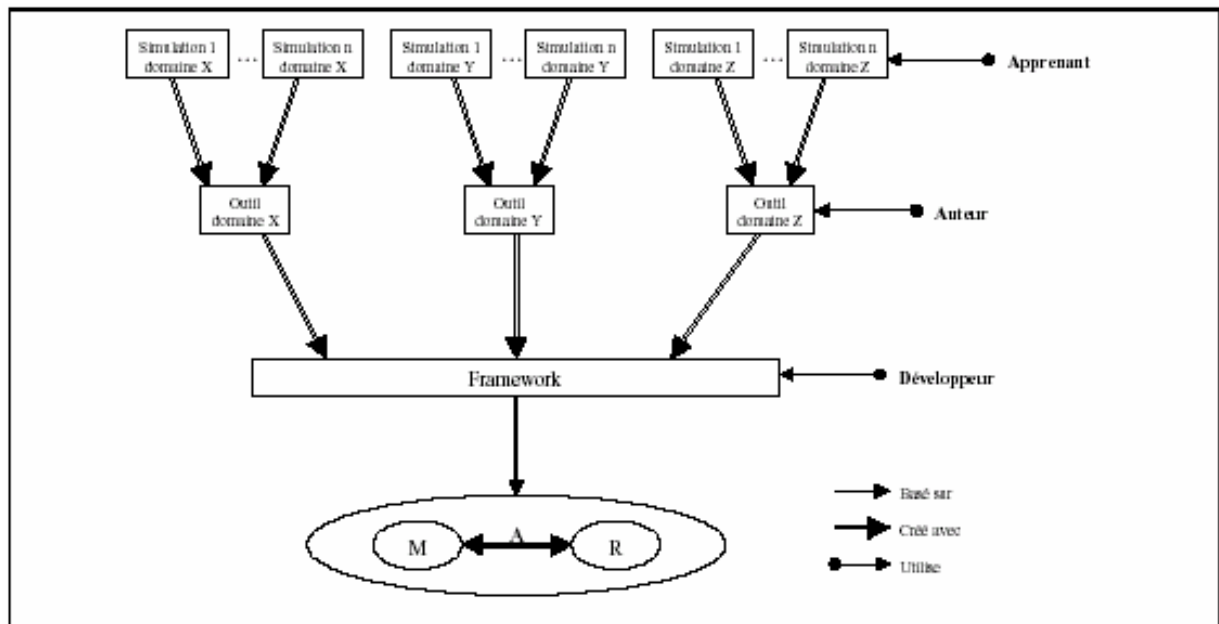 Simulation 1
domaine X
...
Simulation n
domaine X
Simulation 1
domaine Y
...
Simulation n
domaine Y
Simulation 1
domaine Z
...
Simulation n
domaine Z
Apprenant
Outil
domaine X
Outil
domaine Y
Outil
domaine Z
Auteur
Framework
Développeur
M
A
R
Basé sur
Créé avec
Utilise